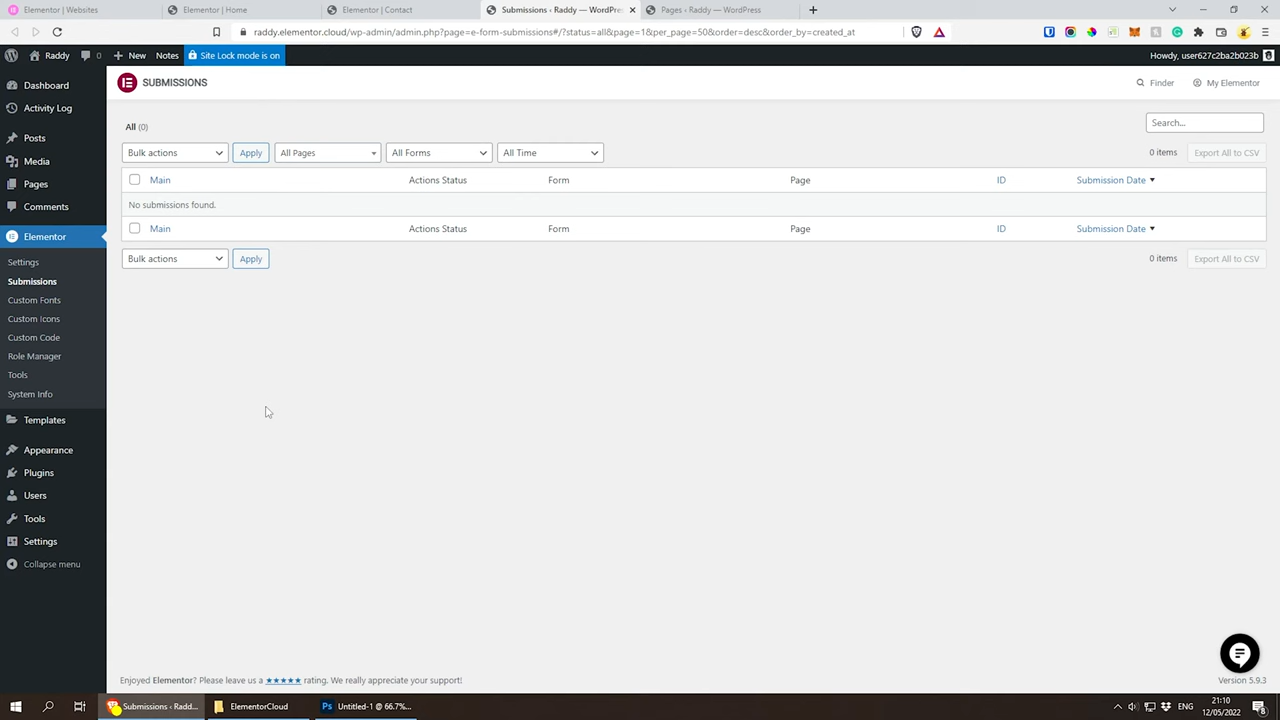 Elementor | Websites
Elementor | Home
Elementor | Contact
Submissions ‹ Raddy — WordPre
Pages ‹ Raddy — WordPress
raddy.elementor.cloud/wp-admin/admin.php?page=e-form-submissions#/?status=all&page=1&per_page=50&order=desc&order_by=created_at
Raddy
0
New
Notes
Site Lock mode is on
Howdy, user627c2ba2b023b
Dashboard
Activity Log
Posts
Media
Pages
Comments
Elementor
Settings
Submissions
Custom Fonts
Custom Icons
Custom Code
Role Manager
Tools
System Info
Templates
Appearance
Plugins
Users
Tools
Settings
Collapse menu
SUBMISSIONS
Finder
My Elementor
All (0)
Search...
Bulk actions
Apply
All Pages
All Forms
All Time
0 items
Export All to CSV
Main
Actions Status
Form
Page
ID
Submission Date
No submissions found.
Main
Actions Status
Form
Page
ID
Submission Date
Bulk actions
Apply
0 items
Export All to CSV
Enjoyed Elementor? Please leave us a ★★★★★ rating. We really appreciate your support!
Version 5.9.3
Submissions ‹ Radd...
ElementorCloud
Ps
Untitled-1 @ 66.7%...
ENG
21:10
12/05/2022
8